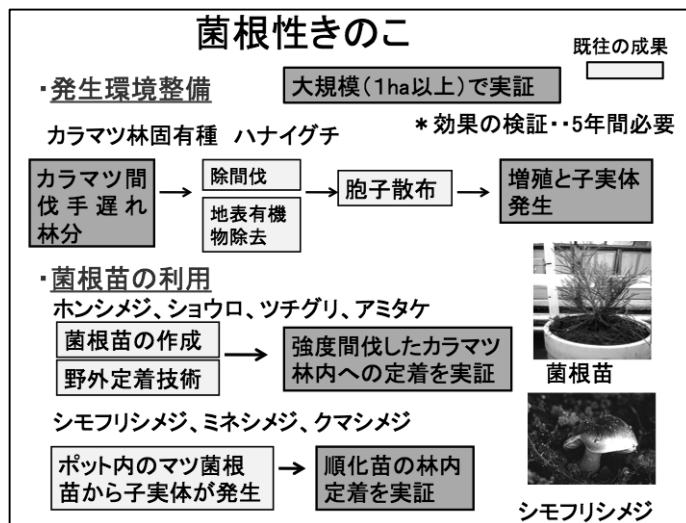 菌根性きのこ
既往の成果
・発生環境整備
大規模(1ha以上)で実証
カラマツ林固有種 ハナイグチ
*効果の検証・・5年間必要
カラマツ間
伐手遅れ
林分
除間伐
地表有機
物除去
胞子散布
増殖と子実体
発生
・菌根苗の利用
ホンシメジ、ショウロ、ツチグリ、アミタケ
菌根苗の作成
野外定着技術
強度間伐したカラマツ
林内への定着を実証
菌根苗
シモフリシメジ、ミネシメジ、クマシメジ
ポット内のマツ菌根
苗から子実体が発生
順化苗の林内
定着を実証
シモフリシメジ